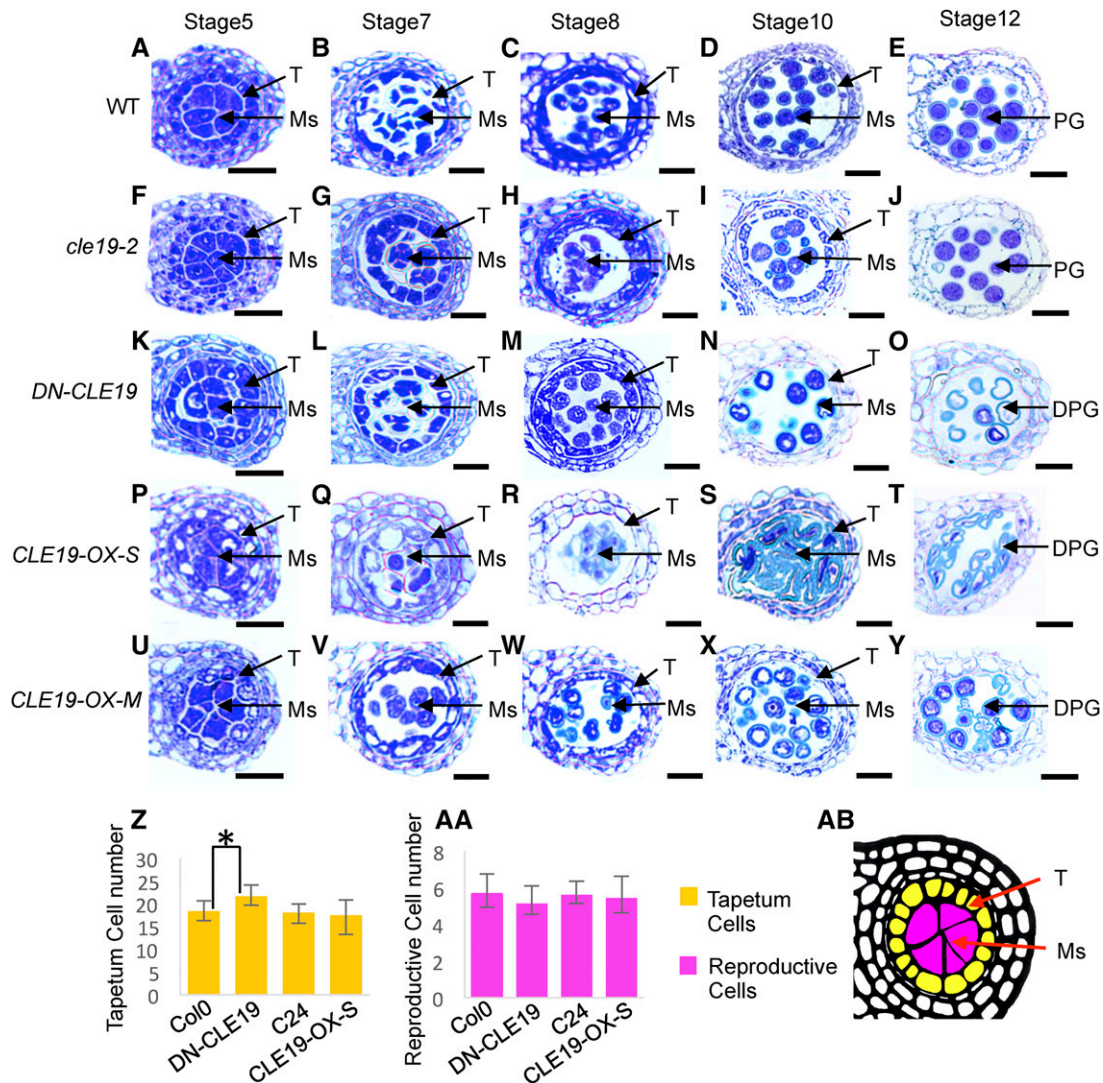 Stage5 Stage7 Stage8 Stage10 Stage12
A B C D E
WT T Ms T Ms T Ms T Ms PG
F G H I J
cle19-2 T Ms T Ms T Ms T Ms PG
K L M N O
DN-CLE19 T Ms T Ms T Ms T Ms DPG
P Q R S T
CLE19-OX-S T Ms T Ms T Ms T Ms DPG
U V W X Y
CLE19-OX-M T Ms T Ms T Ms T Ms DPG
Z
Tapetum Cell number
30
25
20
15
10
5
0
*
Col0 DN-CLE19 C24 CLE19-OX-S
AA
Reproductive Cell number
8
6
4
2
0
Col0 DN-CLE19 C24 CLE19-OX-S
Tapetum
Cells
Reproductive
Cells
AB
T
Ms